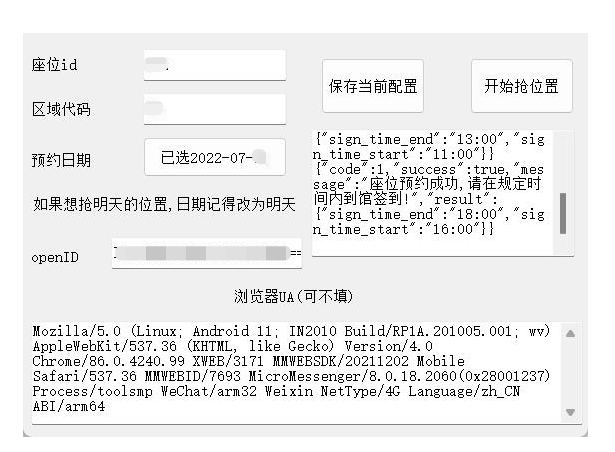 座位id
保存当前配置
开始抢位置
区域代码
预约日期
已选2022-07-
如果想抢明天的位置,日期记得改为明天
{"sign_time_end":"13:00","sig
n_time_start":"11:00"}}
{"code":1,"success":true,"mes
sage":"座位预约成功,请在规定时
间内到馆签到!","result":
{"sign_time_end":"18:00","sig
n_time_start":"16:00"}}
openID
==
浏览器UA(可不填)
Mozilla/5.0 (Linux; Android 11; IN2010 Build/RP1A.201005.001; wv)
AppleWebKit/537.36 (KHTML, like Gecko) Version/4.0
Chrome/86.0.4240.99 XWEB/3171 MMWEBSDK/20211202 Mobile
Safari/537.36 MMWEBID/7693 MicroMessenger/8.0.18.2060(0x28001237)
Process/toolsmp WeChat/arm32 Weixin NetType/4G Language/zh_CN
ABI/arm64